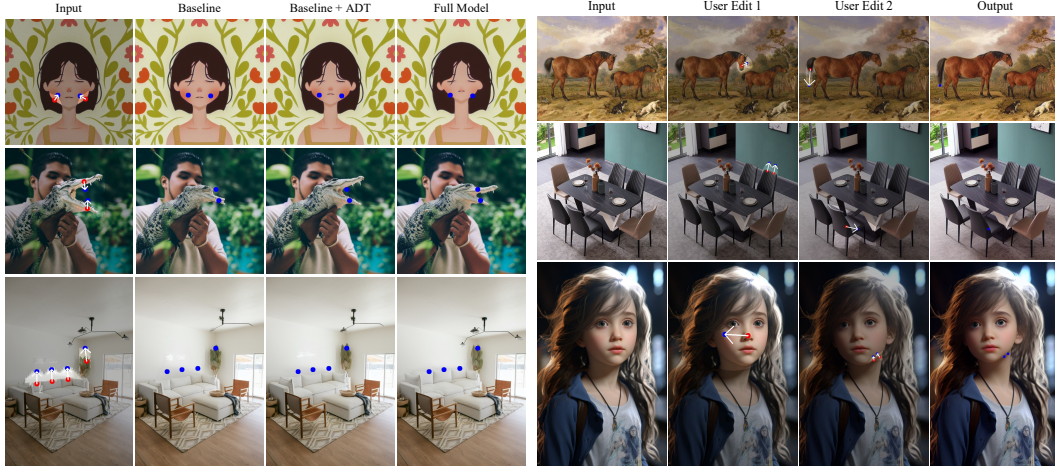 Input Baseline Baseline + ADT Full Model
Input User Edit 1 User Edit 2 Output